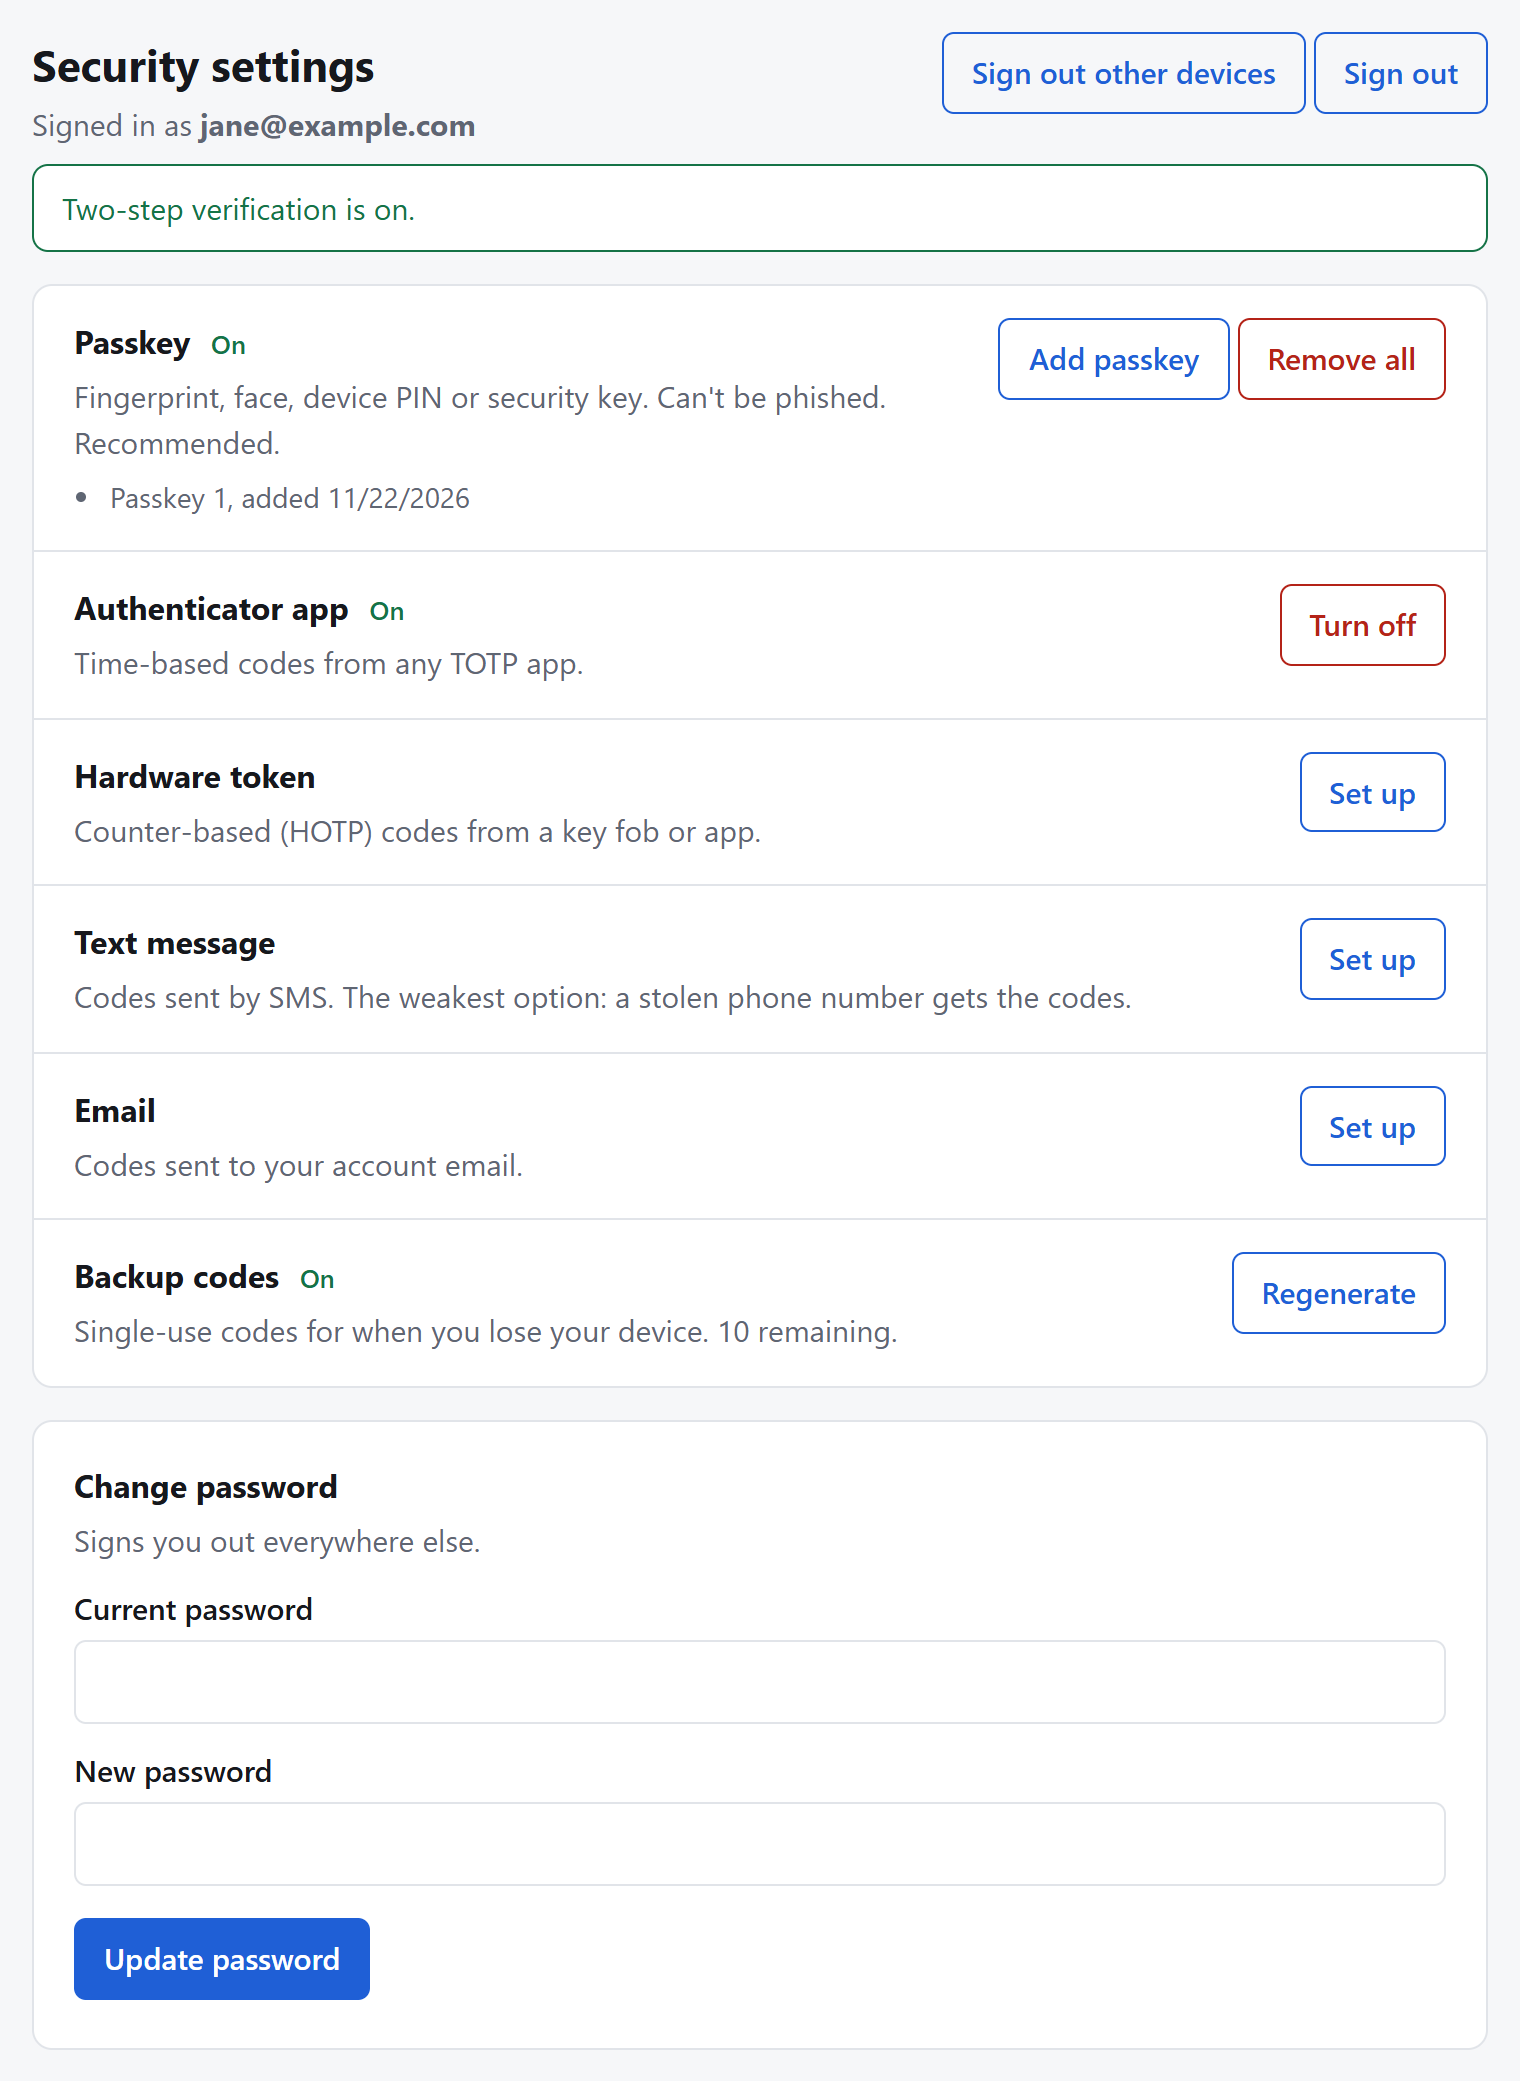 Security settings
Sign out other devices
Sign out
Signed in as jane@example.com
Two-step verification is on.
Passkey On
Add passkey
Remove all
Fingerprint, face, device PIN or security key. Can't be phished.
Recommended.
• Passkey 1, added 11/22/2026
Authenticator app On
Turn off
Time-based codes from any TOTP app.
Hardware token
Set up
Counter-based (HOTP) codes from a key fob or app.
Text message
Set up
Codes sent by SMS. The weakest option: a stolen phone number gets the codes.
Email
Set up
Codes sent to your account email.
Backup codes On
Regenerate
Single-use codes for when you lose your device. 10 remaining.
Change password
Signs you out everywhere else.
Current password
New password
Update password